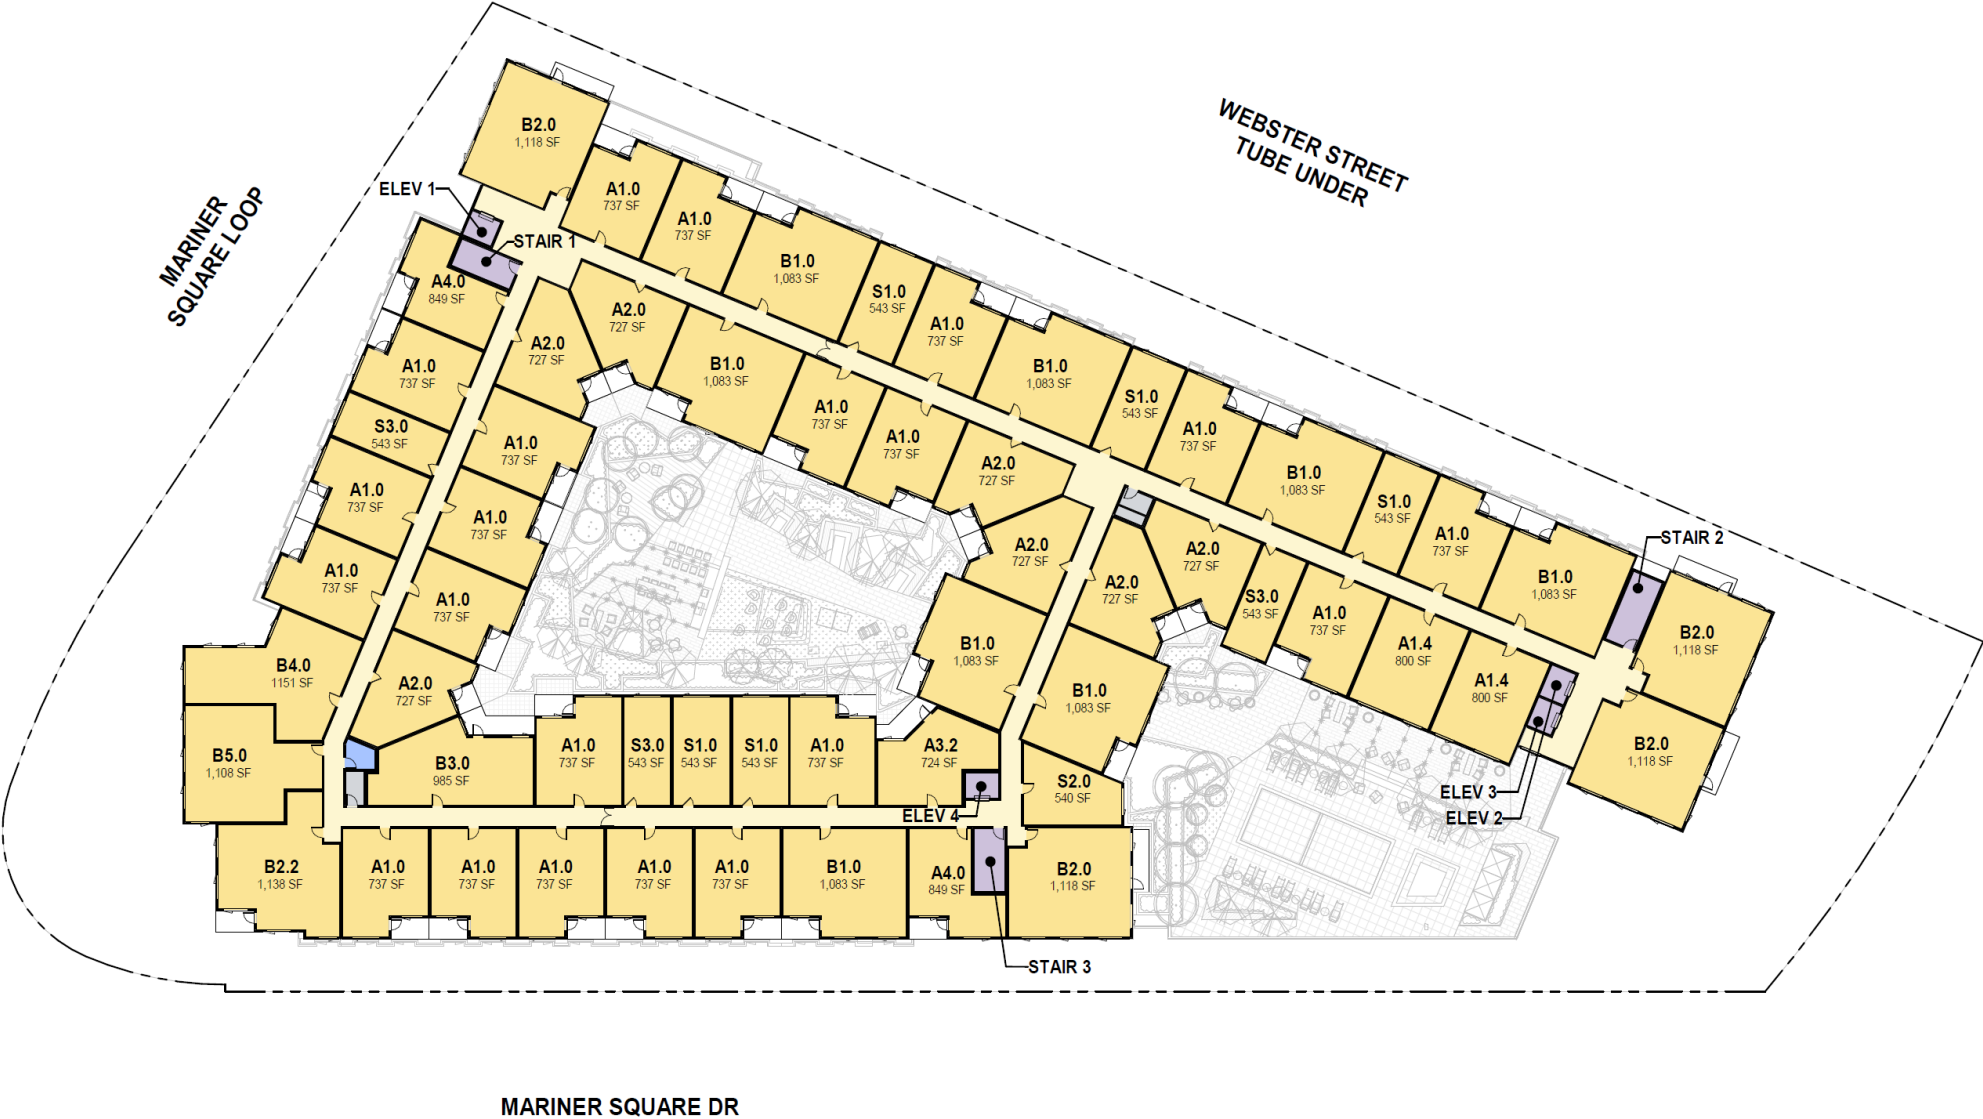 WEBSTER STREET
TUBE UNDER
MARINER
SQUARE LOOP
B2.0
1,118 SF
ELEV 1
STAIR 1
A1.0
737 SF
A1.0
737 SF
B1.0
1,083 SF
S1.0
543 SF
A1.0
737 SF
B1.0
1,083 SF
S1.0
543 SF
A1.0
737 SF
B1.0
1,083 SF
S1.0
543 SF
A1.0
737 SF
B1.0
1,083 SF
STAIR 2
B2.0
1,118 SF
B2.0
1,118 SF
A4.0
849 SF
A1.0
737 SF
S3.0
543 SF
A1.0
737 SF
A1.0
737 SF
B4.0
1151 SF
B5.0
1,108 SF
B2.2
1,138 SF
A2.0
727 SF
A2.0
727 SF
B1.0
1,083 SF
A1.0
737 SF
A1.0
737 SF
A2.0
727 SF
A2.0
727 SF
B1.0
1,083 SF
A1.0
737 SF
A1.0
737 SF
A1.0
737 SF
A2.0
727 SF
B3.0
985 SF
A1.0
737 SF
S3.0
543 SF
S1.0
543 SF
S1.0
543 SF
A1.0
737 SF
A3.2
724 SF
ELEV 4
A2.0
727 SF
A2.0
727 SF
S3.0
543 SF
A1.0
737 SF
A1.4
800 SF
A1.4
800 SF
B1.0
1,083 SF
S2.0
540 SF
ELEV 3
ELEV 2
A1.0
737 SF
A1.0
737 SF
A1.0
737 SF
A1.0
737 SF
A1.0
737 SF
B1.0
1,083 SF
A4.0
849 SF
B2.0
1,118 SF
STAIR 3
MARINER SQUARE DR